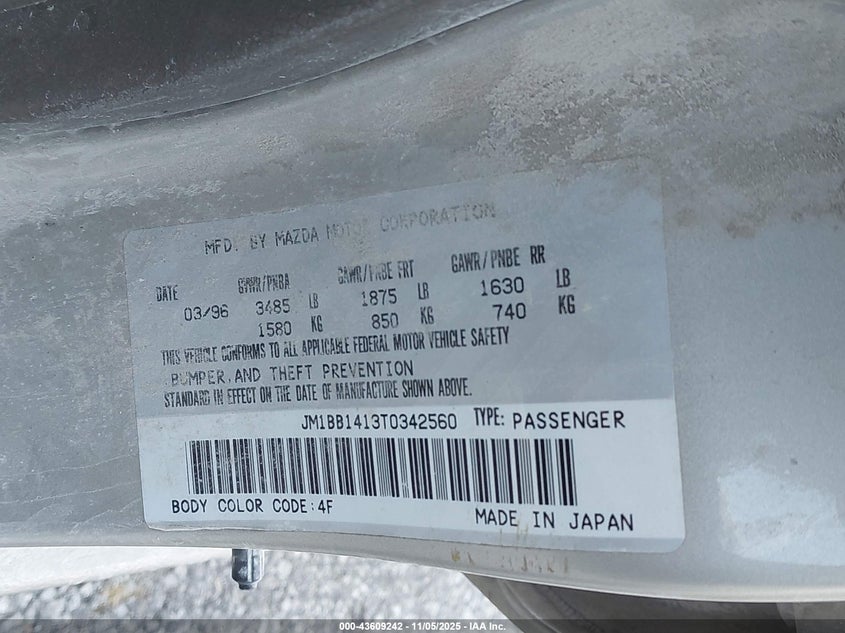 MFD. BY MAZDA MOTOR CORPORATION
DATE GVWR/PNBA GAWR/PNBE FRT GAWR/PNBE RR
03/96 3485 LB 1875 LB 1630 LB
1580 KG 850 KG 740 KG
THIS VEHICLE CONFORMS TO ALL APPLICABLE FEDERAL MOTOR VEHICLE SAFETY
BUMPER, AND THEFT PREVENTION
STANDARD IN EFFECT ON THE DATE OF MANUFACTURE SHOWN ABOVE.
JM1BB1413T0342560 TYPE: PASSENGER
BODY COLOR CODE:4F
MADE IN JAPAN
000-43609242 - 11/05/2025 - IAA Inc.